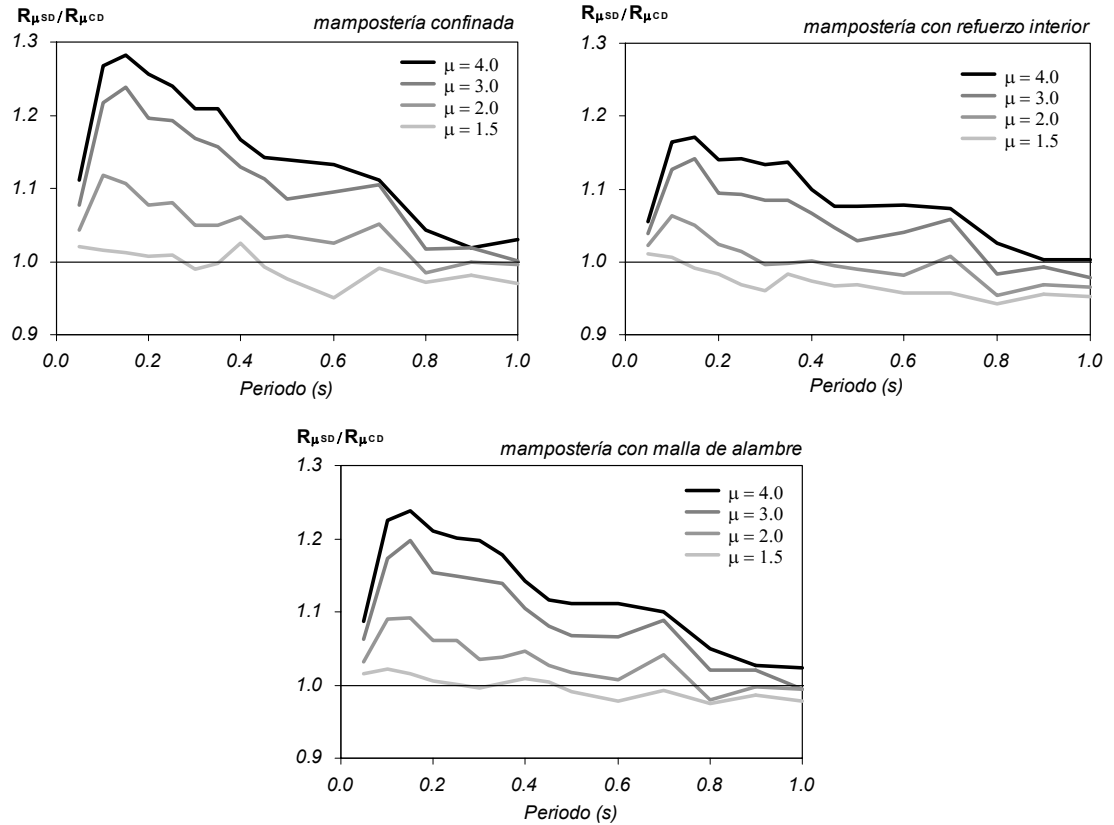 RμSD/RμCD
mampostería confinada
1.3
1.2
1.1
1.0
0.9
μ = 4.0
μ = 3.0
μ = 2.0
μ = 1.5
0.0 0.2 0.4 0.6 0.8 1.0
Periodo (s)
RμSD/RμCD
mampostería con refuerzo interior
1.3
1.2
1.1
1.0
0.9
μ = 4.0
μ = 3.0
μ = 2.0
μ = 1.5
0.0 0.2 0.4 0.6 0.8 1.0
Periodo (s)
RμSD/RμCD
mampostería con malla de alambre
1.3
1.2
1.1
1.0
0.9
μ = 4.0
μ = 3.0
μ = 2.0
μ = 1.5
0.0 0.2 0.4 0.6 0.8 1.0
Periodo (s)